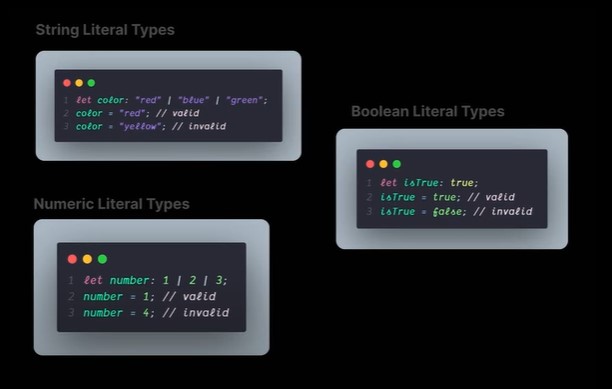 String Literal Types
1 let color: "red" | "blue" | "green";
2 color = "red"; // valid
3 color = "yellow"; // invalid
Boolean Literal Types
1 let isTrue: true;
2 isTrue = true; // valid
3 isTrue = false; // invalid
Numeric Literal Types
1 let number: 1 | 2 | 3;
2 number = 1; // valid
3 number = 4; // invalid